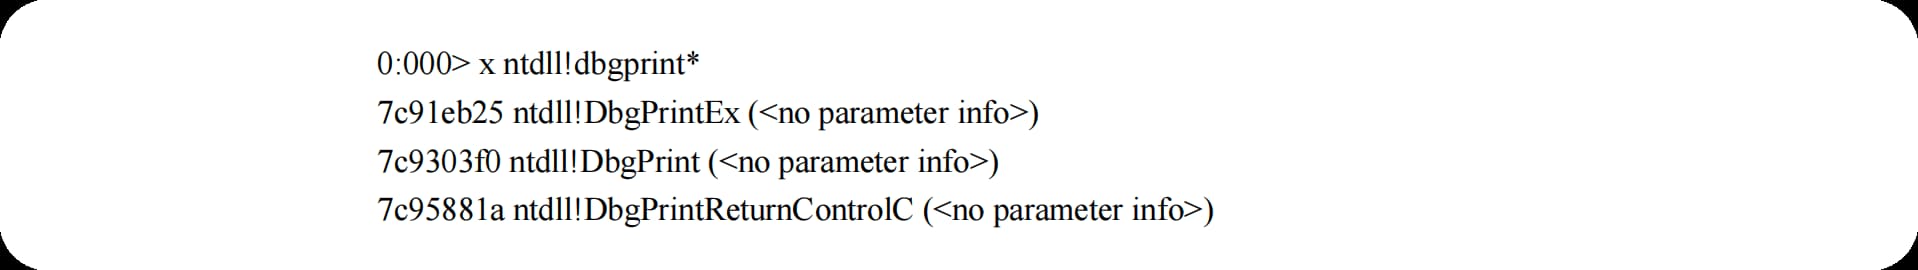 0:000> x ntdll!dbgprint*
7c91eb25 ntdll!DbgPrintEx (<no parameter info>)
7c9303f0 ntdll!DbgPrint (<no parameter info>)
7c95881a ntdll!DbgPrintReturnControlC (<no parameter info>)